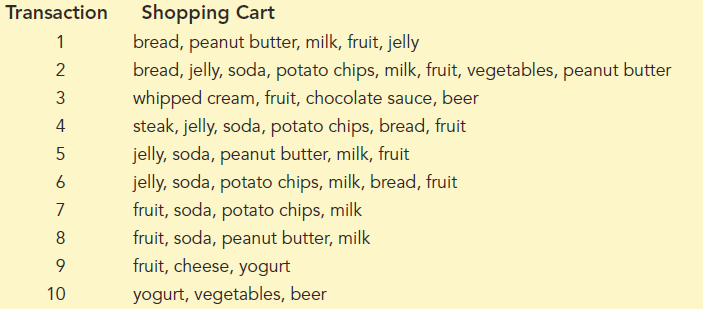 Transaction Shopping Cart
1 bread, peanut butter, milk, fruit, jelly
2 bread, jelly, soda, potato chips, milk, fruit, vegetables, peanut butter
3 whipped cream, fruit, chocolate sauce, beer
4 steak, jelly, soda, potato chips, bread, fruit
5 jelly, soda, peanut butter, milk, fruit
6 jelly, soda, potato chips, milk, bread, fruit
7 fruit, soda, potato chips, milk
8 fruit, soda, peanut butter, milk
9 fruit, cheese, yogurt
10 yogurt, vegetables, beer